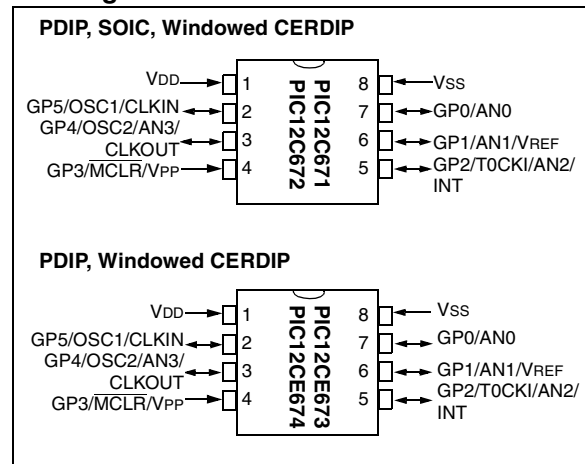 PDIP, SOIC, Windowed CERDIP
VDD
GP5/OSC1/CLKIN
GP4/OSC2/AN3/
CLKOUT
GP3/MCLR/VPP
1
2
3
4
PIC12C671
PIC12C672
8
7
6
5
VSS
GP0/AN0
GP1/AN1/VREF
GP2/T0CKI/AN2/
INT
PDIP, Windowed CERDIP
VDD
GP5/OSC1/CLKIN
GP4/OSC2/AN3/
CLKOUT
GP3/MCLR/VPP
1
2
3
4
PIC12CE673
PIC12CE674
8
7
6
5
VSS
GP0/AN0
GP1/AN1/VREF
GP2/T0CKI/AN2/
INT